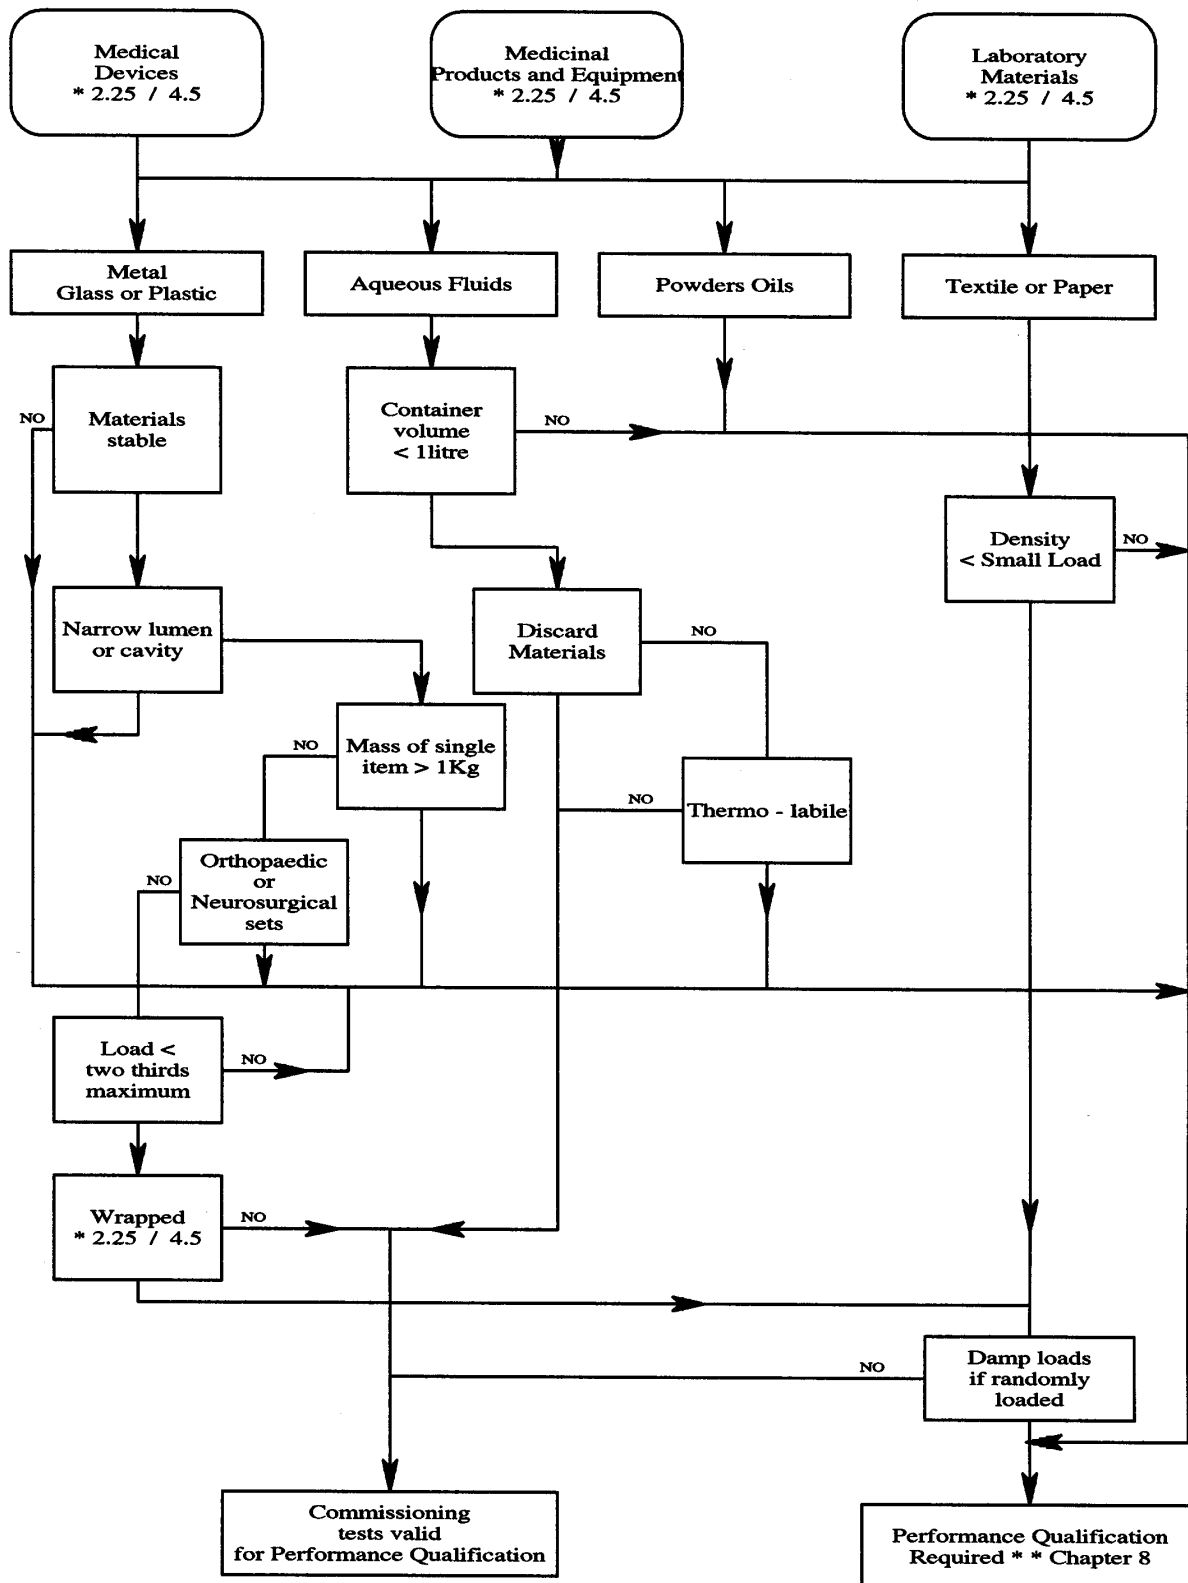 Medical
Devices
* 2.25 / 4.5
Medicinal
Products and Equipment
* 2.25 / 4.5
Laboratory
Materials
* 2.25 / 4.5
Metal
Glass or Plastic
Aqueous Fluids
Powders Oils
Textile or Paper
NO
Materials
stable
Container
volume
< 1litre
NO
Density
< Small Load
NO
Narrow lumen
or cavity
Discard
Materials
NO
NO
Mass of single
item > 1Kg
NO
Thermo - labile
NO
Orthopaedic
or
Neurosurgical
sets
Load <
two thirds
maximum
NO
Wrapped
* 2.25 / 4.5
NO
NO
Damp loads
if randomly
loaded
Commissioning
tests valid
for Performance Qualification
Performance Qualification
Required * * Chapter 8